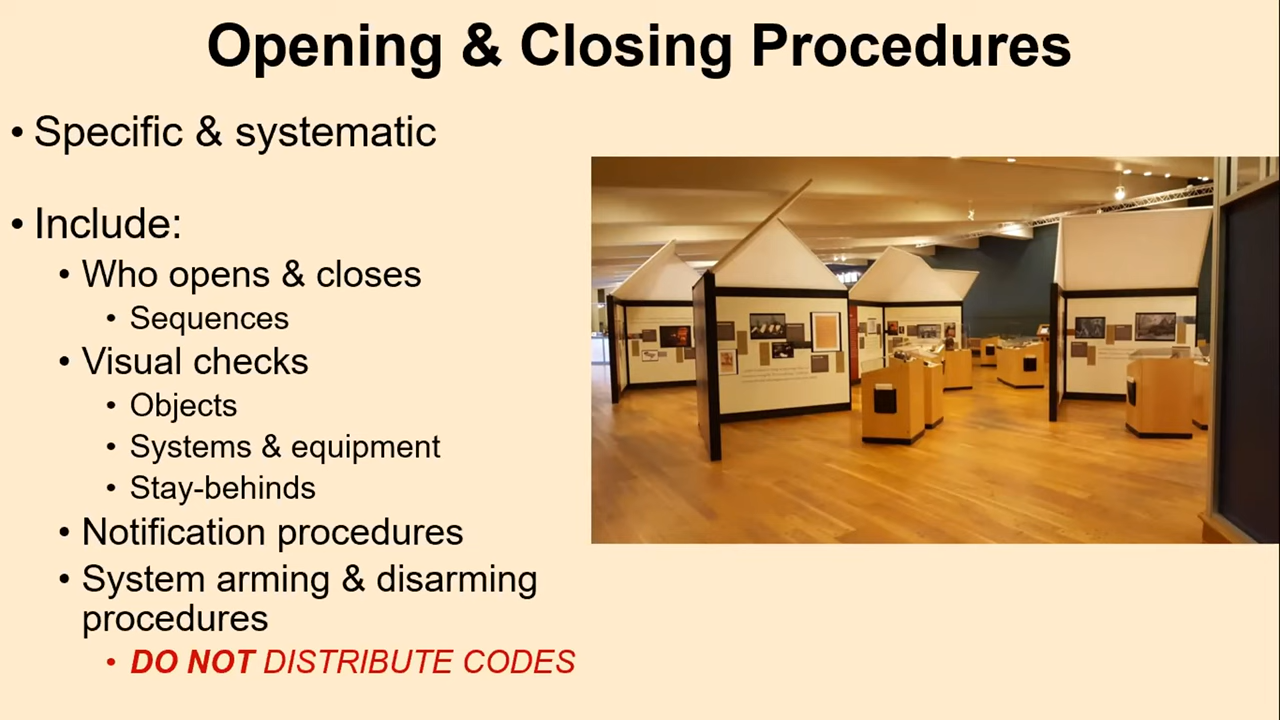 Opening & Closing Procedures
• Specific & systematic
• Include:
• Who opens & closes
• Sequences
• Visual checks
• Objects
• Systems & equipment
• Stay-behinds
• Notification procedures
• System arming & disarming
procedures
• DO NOT DISTRIBUTE CODES